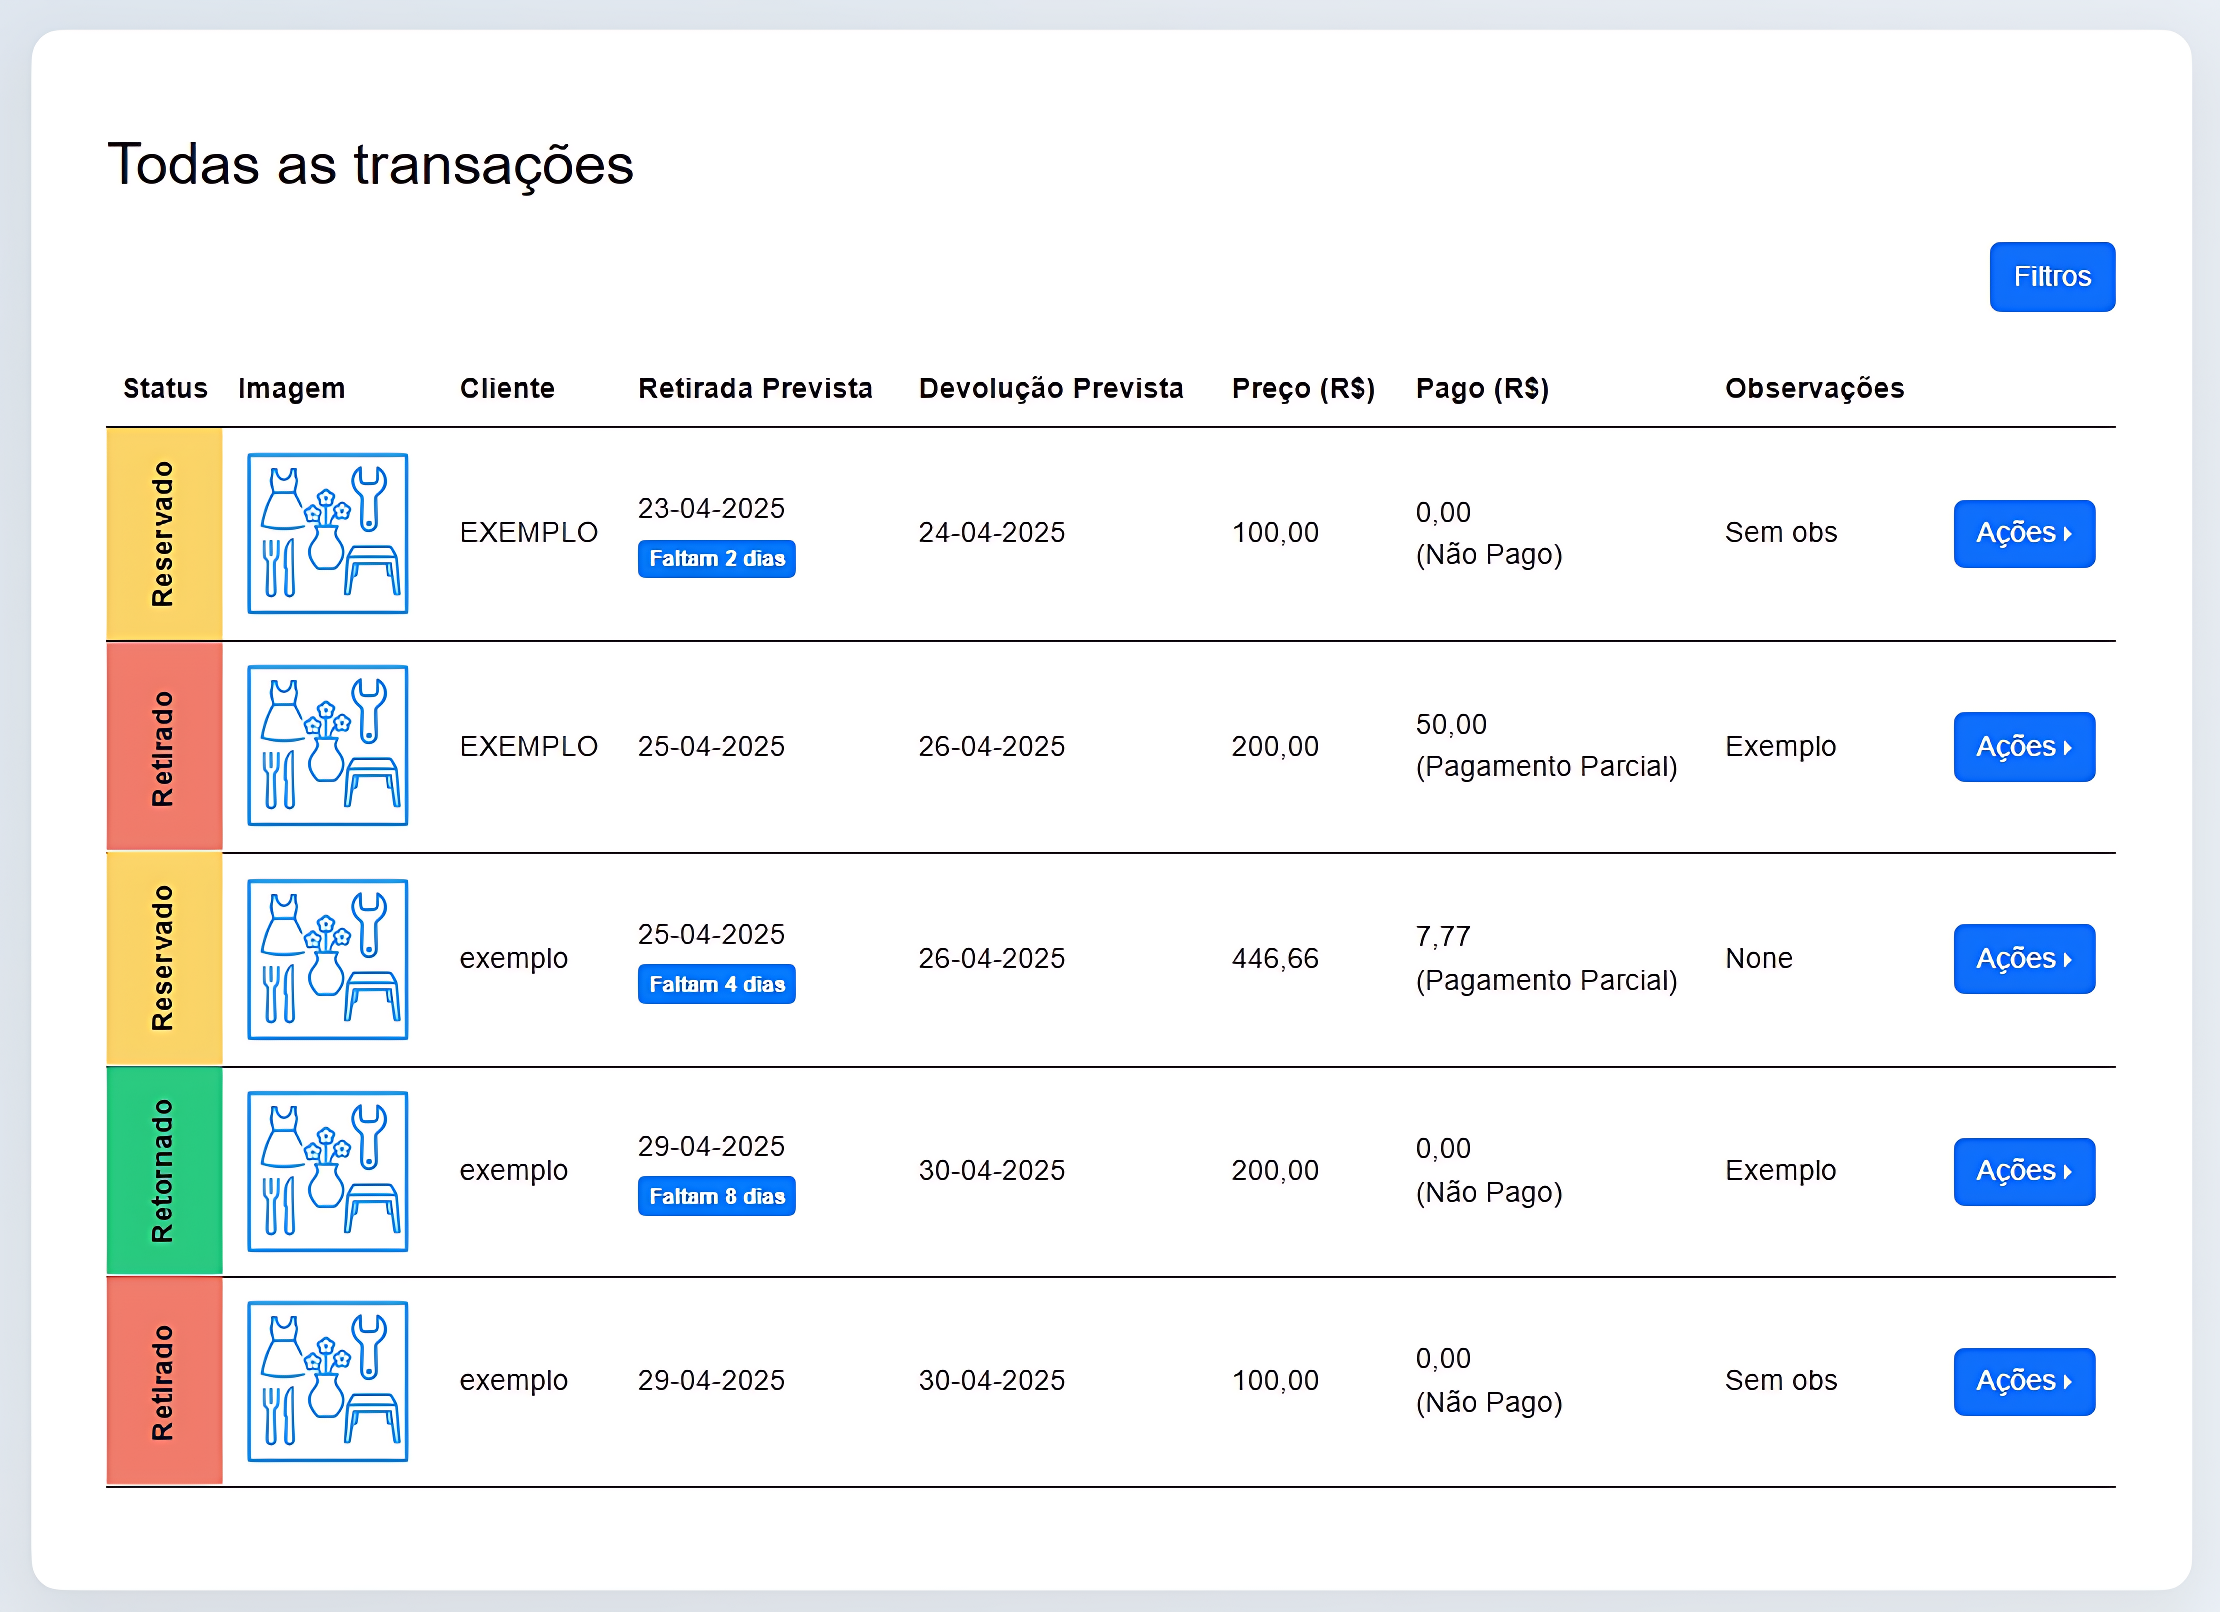 Todas as transações
Filtros
Status Imagem Cliente Retirada Prevista Devolução Prevista Preço (R$) Pago (R$) Observações
Reservado EXEMPLO 23-04-2025 24-04-2025 100,00 0,00 Sem obs Ações
Faltam 2 dias (Não Pago)
Retirado EXEMPLO 25-04-2025 26-04-2025 200,00 50,00 Exemplo Ações
(Pagamento Parcial)
Reservado exemplo 25-04-2025 26-04-2025 446,66 7,77 None Ações
Faltam 4 dias (Pagamento Parcial)
Retornado exemplo 29-04-2025 30-04-2025 200,00 0,00 Exemplo Ações
Faltam 8 dias (Não Pago)
Retirado exemplo 29-04-2025 30-04-2025 100,00 0,00 Sem obs Ações
(Não Pago)